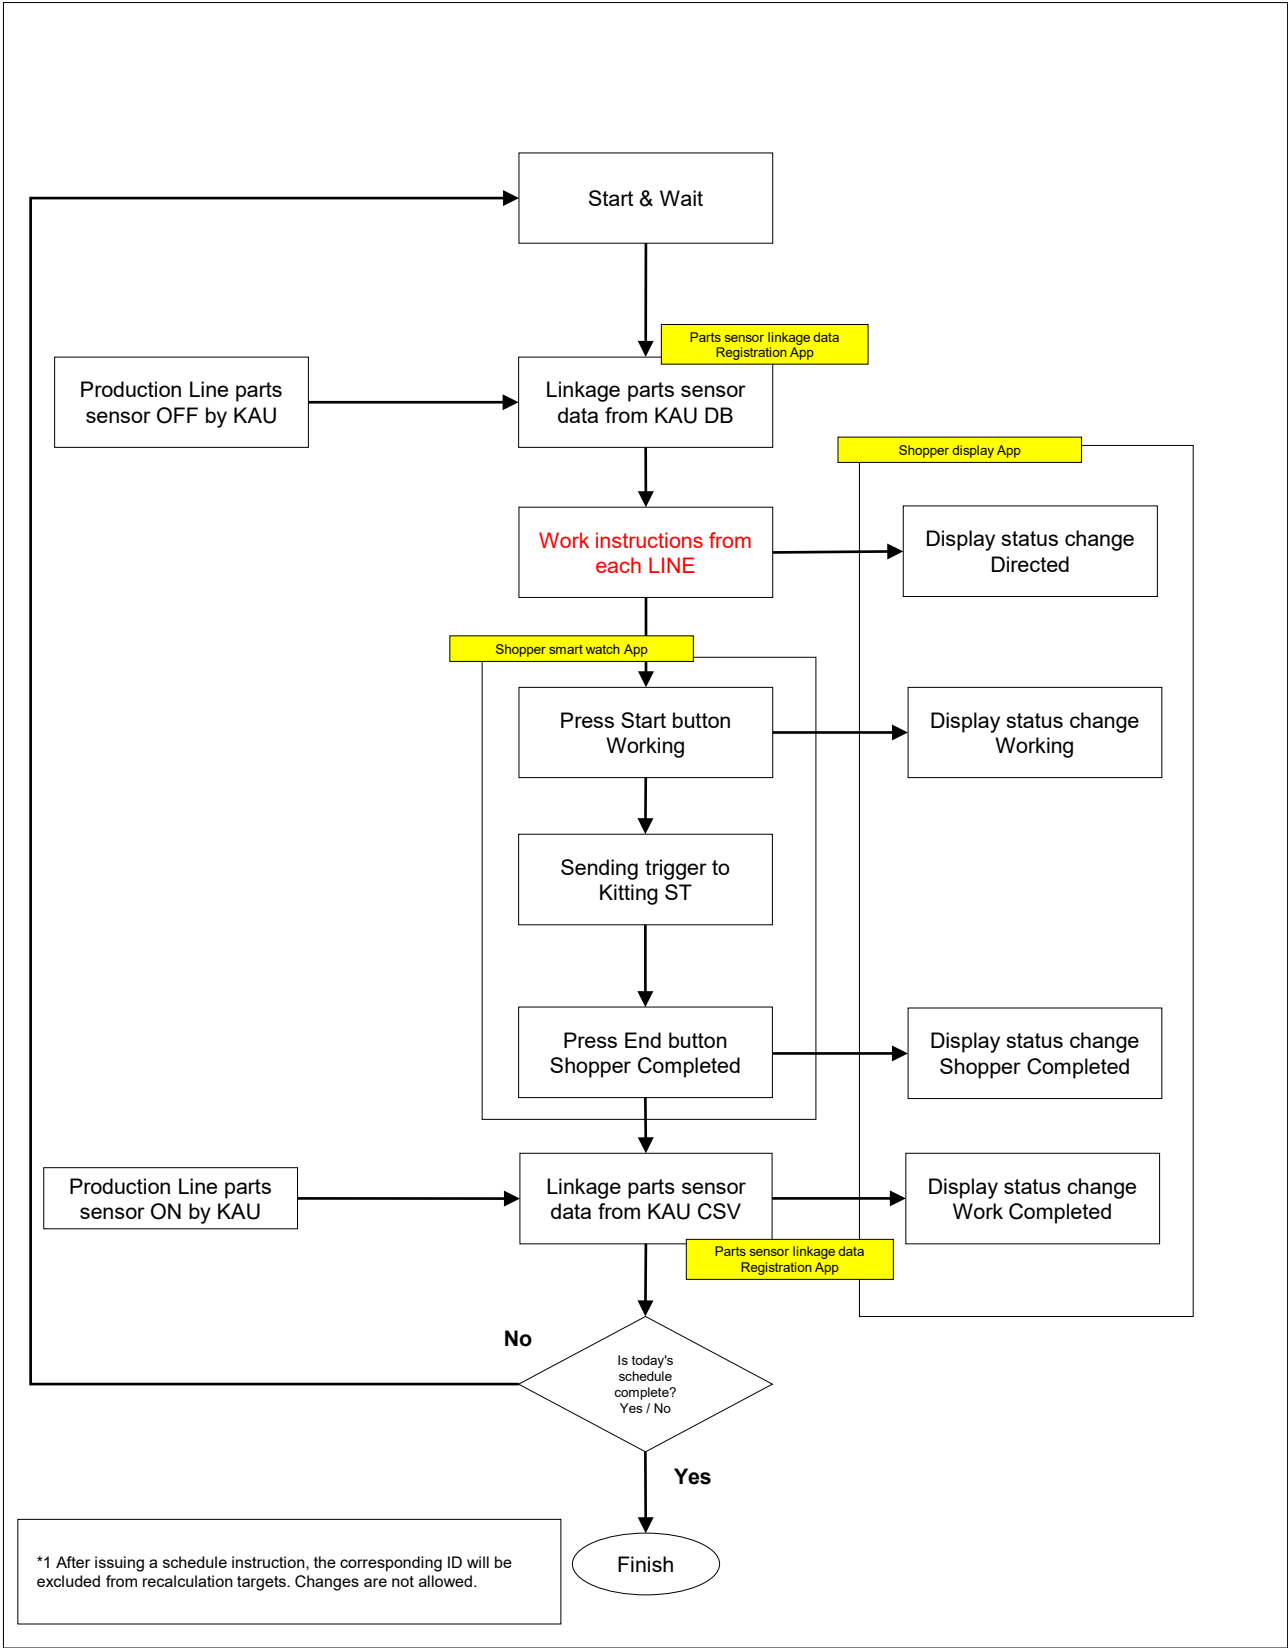 Start & Wait
Parts sensor linkage data
Registration App
Production Line parts
sensor OFF by KAU
Linkage parts sensor
data from KAU DB
Shopper display App
Work instructions from
each LINE
Display status change
Directed
Shopper smart watch App
Press Start button
Working
Display status change
Working
Sending trigger to
Kitting ST
Press End button
Shopper Completed
Display status change
Shopper Completed
Production Line parts
sensor ON by KAU
Linkage parts sensor
data from KAU CSV
Display status change
Work Completed
Parts sensor linkage data
Registration App
No
Is today's
schedule
complete?
Yes / No
Yes
Finish
*1 After issuing a schedule instruction, the corresponding ID will be
excluded from recalculation targets. Changes are not allowed.